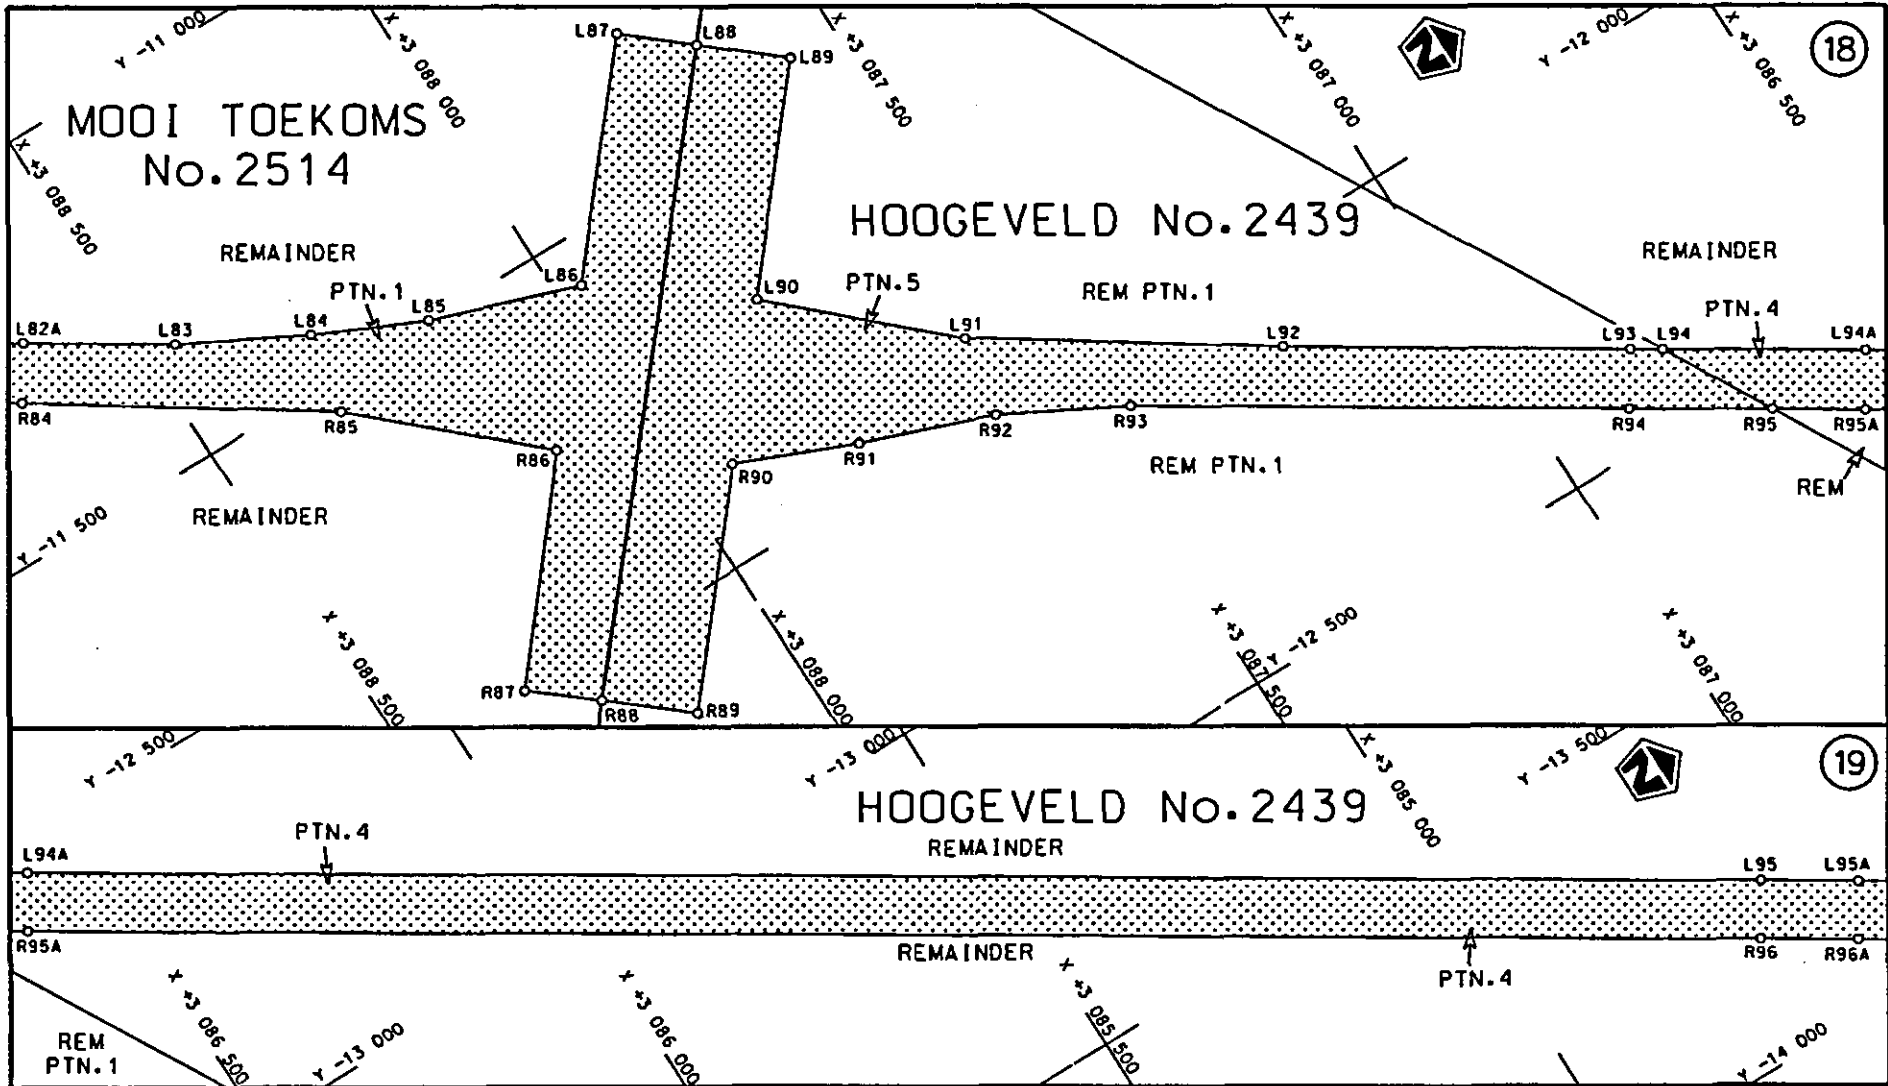 Y -11 000
X +3 088 000
L87
L88
L89
X +3 087 500
X +3 087 000
Y -12 000
X +3 086 500
18
MOOI TOEKOMS
No.2514
X +3 088 500
HOOGEVELD No.2439
REMAINDER
REMAINDER
L86
PTN.1
L85
L90
PTN.5
REM PTN.1
PTN.4
L82A
L83
L84
L91
L92
L93
L94
L94A
R84
R85
R86
R90
R91
R92
R93
R94
R95
R95A
REM PTN.1
REM
REMAINDER
Y -11 500
X +3 088 500
R87
R88
R89
X +3 088 000
X +3 087 500
Y -12 500
X +3 087 000
Y -12 500
Y -13 000
X +3 085 000
Y -13 500
19
HOOGEVELD No.2439
PTN.4
REMAINDER
L94A
L95
L95A
R95A
REMAINDER
R96
R96A
PTN.4
X +3 086 500
X +3 086 000
X +3 085 500
REM
PTN.1
Y -13 000
Y -14 000